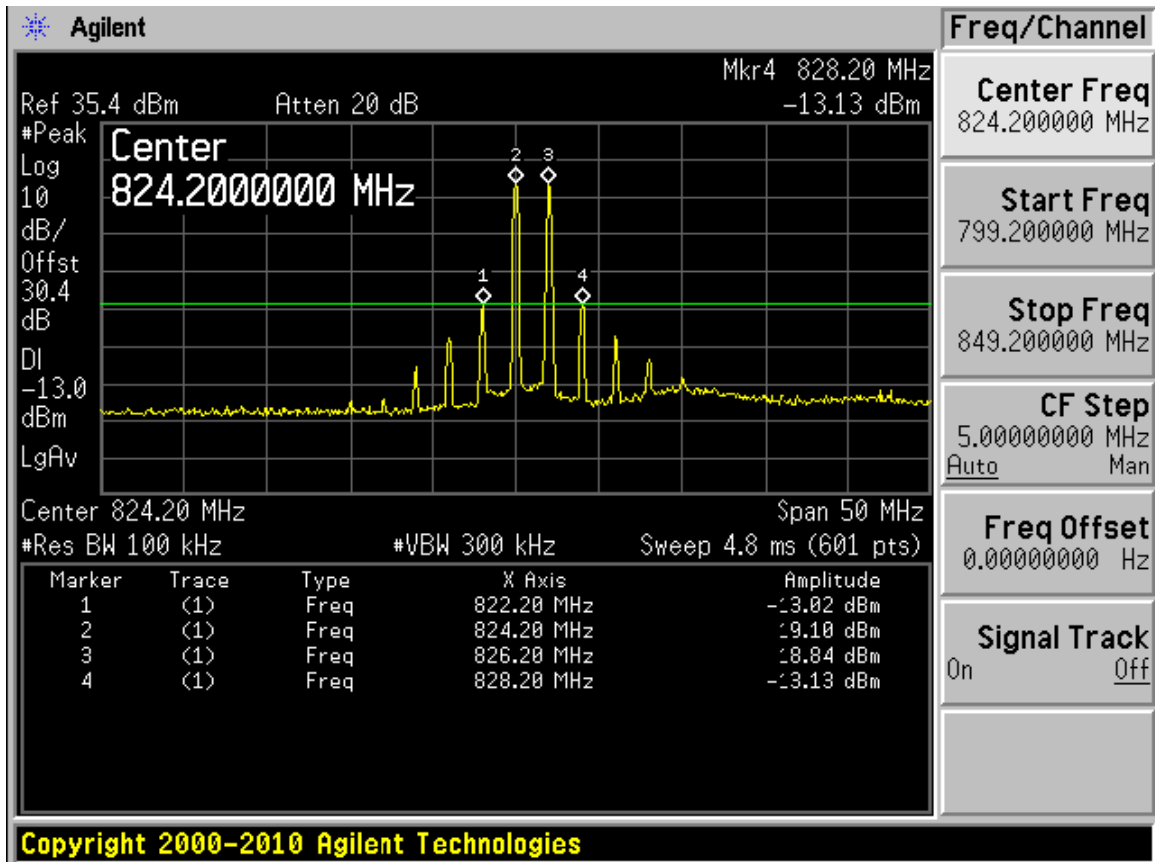 Agilent
Freq/Channel
Mkr4 828.20 MHz
Ref 35.4 dBm Atten 20 dB -13.13 dBm
#Peak
Log
10
dB/
Offst
30.4
dB
DI
-13.0
dBm
LgAv
Center
824.2000000 MHz
1
2
3
4
Center 824.20 MHz Span 50 MHz
#Res BW 100 kHz #VBW 300 kHz Sweep 4.8 ms (601 pts)
Marker Trace Type X Axis Amplitude
1 (1) Freq 822.20 MHz -13.02 dBm
2 (1) Freq 824.20 MHz 19.10 dBm
3 (1) Freq 826.20 MHz 18.84 dBm
4 (1) Freq 828.20 MHz -13.13 dBm
Center Freq
824.200000 MHz
Start Freq
799.200000 MHz
Stop Freq
849.200000 MHz
CF Step
5.00000000 MHz
Auto Man
Freq Offset
0.00000000 Hz
Signal Track
On Off
Copyright 2000-2010 Agilent Technologies